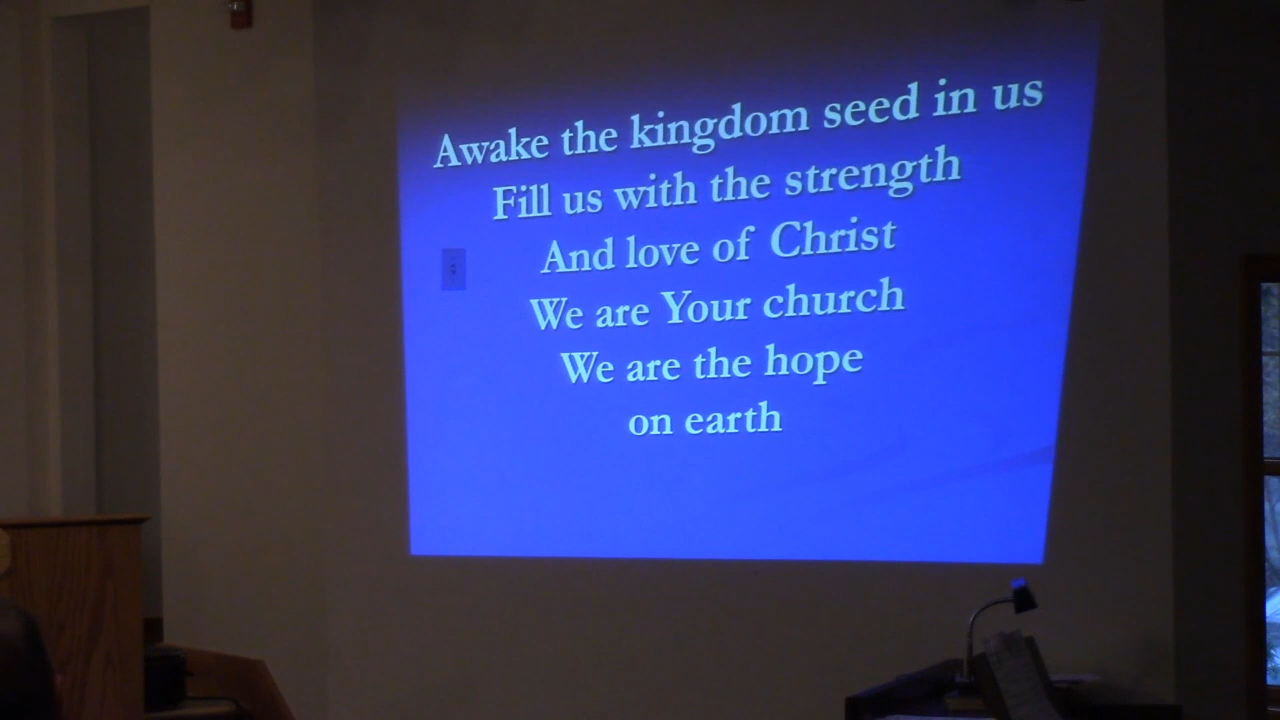 Awake the kingdom seed in us
Fill us with the strength
And love of Christ
We are Your church
We are the hope
on earth